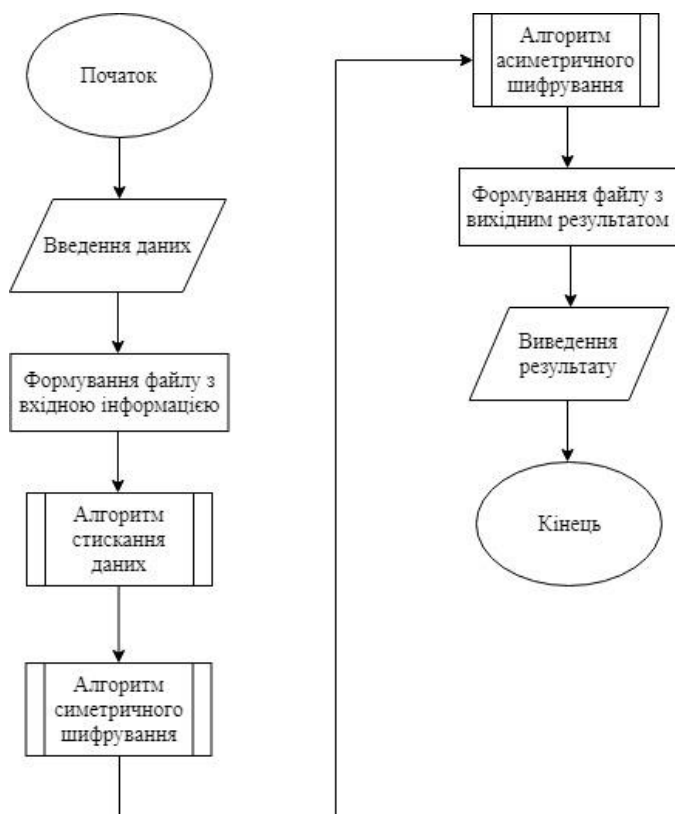 Початок
Введення даних
Формування файлу з
вхідною інформацією
Алгоритм
стискання
даних
Алгоритм
симетричного
шифрування
Алгоритм
асиметричного
шифрування
Формування файлу з
вихідним результатом
Виведення
результату
Кінець